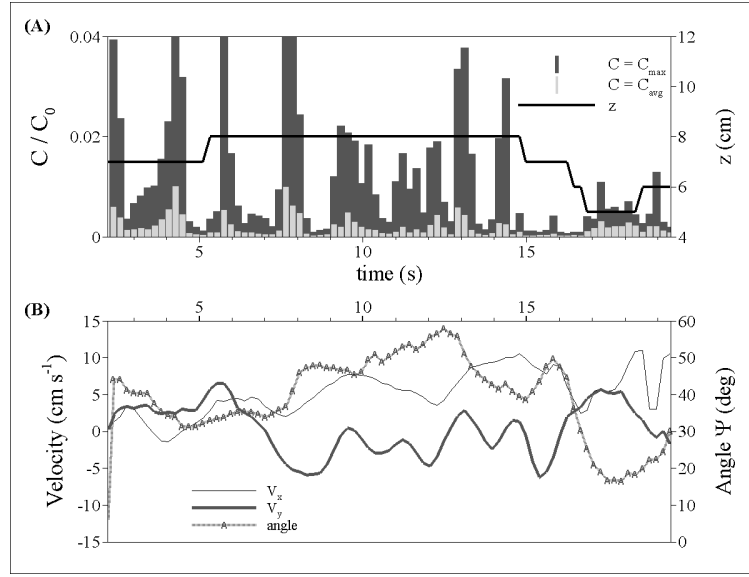 (A)
0.04
0.02
0
C / C0
12
10
8
6
4
z (cm)
C = Cmax
C = Cavg
z
5
10
15
time (s)
(B)
5
10
15
15
10
5
0
-5
-10
-15
Velocity (cm s-1)
60
50
40
30
20
10
0
Angle Ψ (deg)
Vx
Vy
A angle